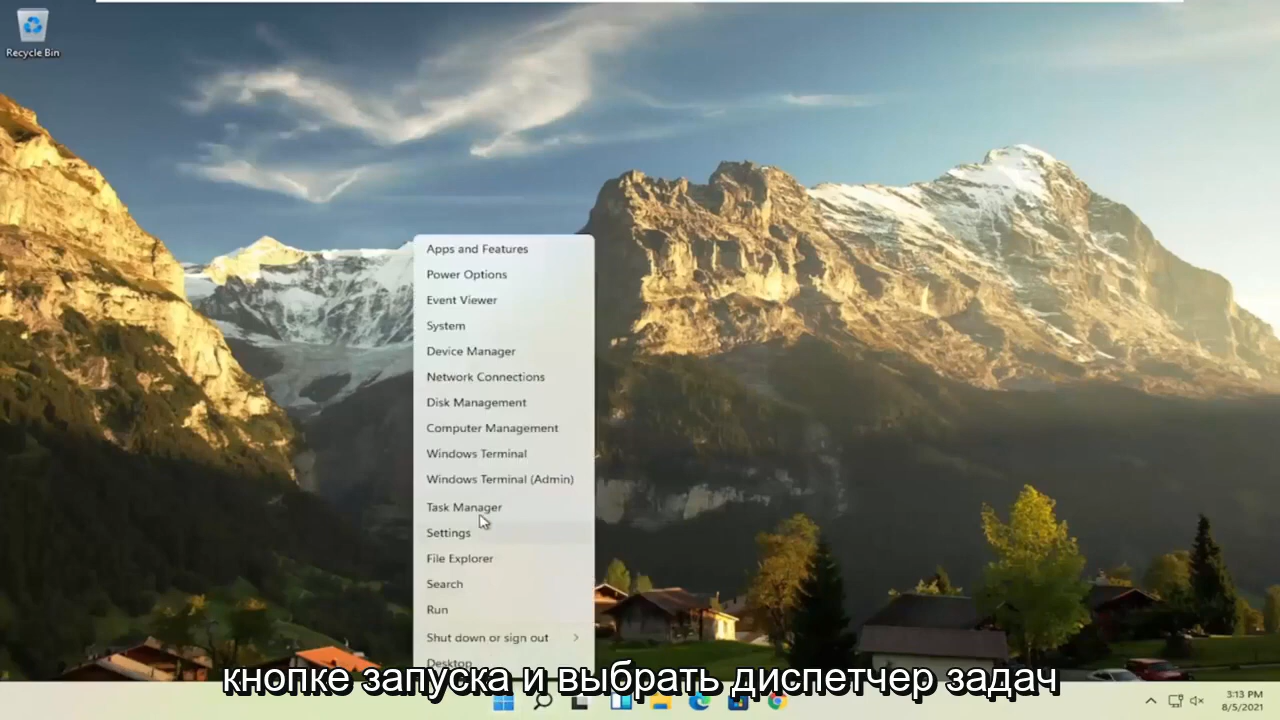 Recycle Bin
Apps and Features
Power Options
Event Viewer
System
Device Manager
Network Connections
Disk Management
Computer Management
Windows Terminal
Windows Terminal (Admin)
Task Manager
Settings
File Explorer
Search
Run
Shut down or sign out
Desktop
кнопке запуска и выбрать диспетчер задач
3:13 PM
8/5/2021